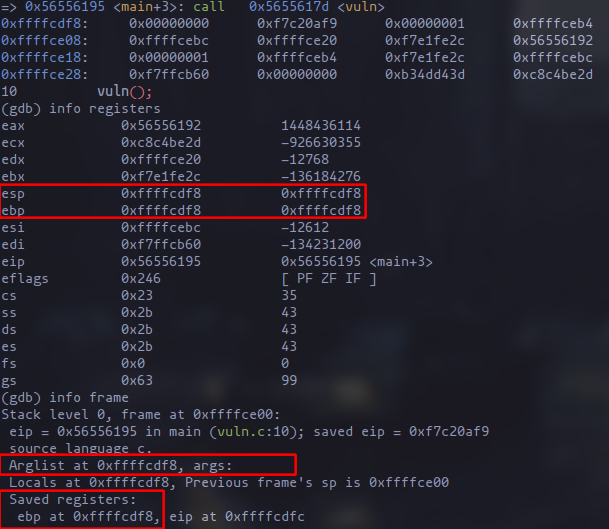 => 0x56556195 <main+3>: call   0x5655617d <vuln>
0xffffcdf8:     0x00000000      0xf7c20af9      0x00000001      0xffffceb4
0xffffce08:     0xffffcebc      0xffffce20      0xf7e1fe2c      0x56556192
0xffffce18:     0x00000001      0xffffceb4      0xf7e1fe2c      0xffffcebc
0xffffce28:     0xf7ffcb60      0x00000000      0xb34dd43d      0xc8c4be2d
10          vuln();
(gdb) info registers
eax            0x56556192          1448436114
ecx            0xc8c4be2d          -926630355
edx            0xffffce20          -12768
ebx            0xf7e1fe2c          -136184276
esp            0xffffcdf8          0xffffcdf8
ebp            0xffffcdf8          0xffffcdf8
esi            0xffffcebc          -12612
edi            0xf7ffcb60          -134231200
eip            0x56556195          0x56556195 <main+3>
eflags         0x246               [ PF ZF IF ]
cs             0x23                35
ss             0x2b                43
ds             0x2b                43
es             0x2b                43
fs             0x0                 0
gs             0x63                99
(gdb) info frame
Stack level 0, frame at 0xffffce00:
 eip = 0x56556195 in main (vuln.c:10); saved eip = 0xf7c20af9
 source language c.
 Arglist at 0xffffcdf8, args:
 Locals at 0xffffcdf8, Previous frame's sp is 0xffffce00
 Saved registers:
  ebp at 0xffffcdf8, eip at 0xffffcdfc